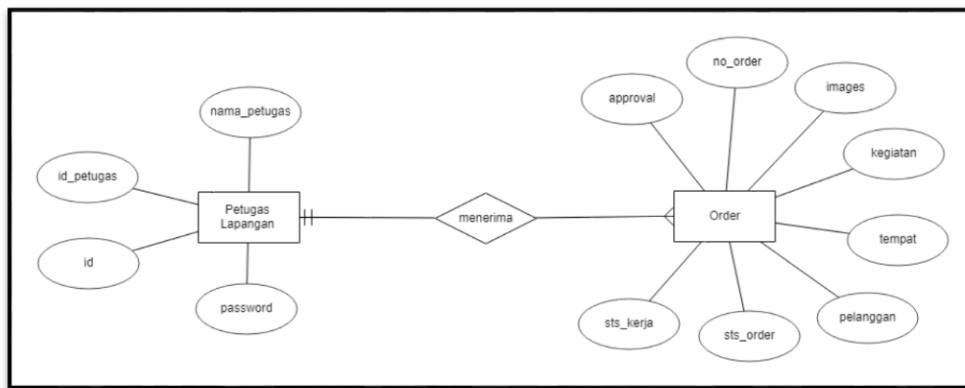 no_order
images
approval
nama_petugas
kegiatan
id_petugas
Petugas
Lapangan
menerima
Order
tempat
id
password
pelanggan
sts_kerja
sts_order